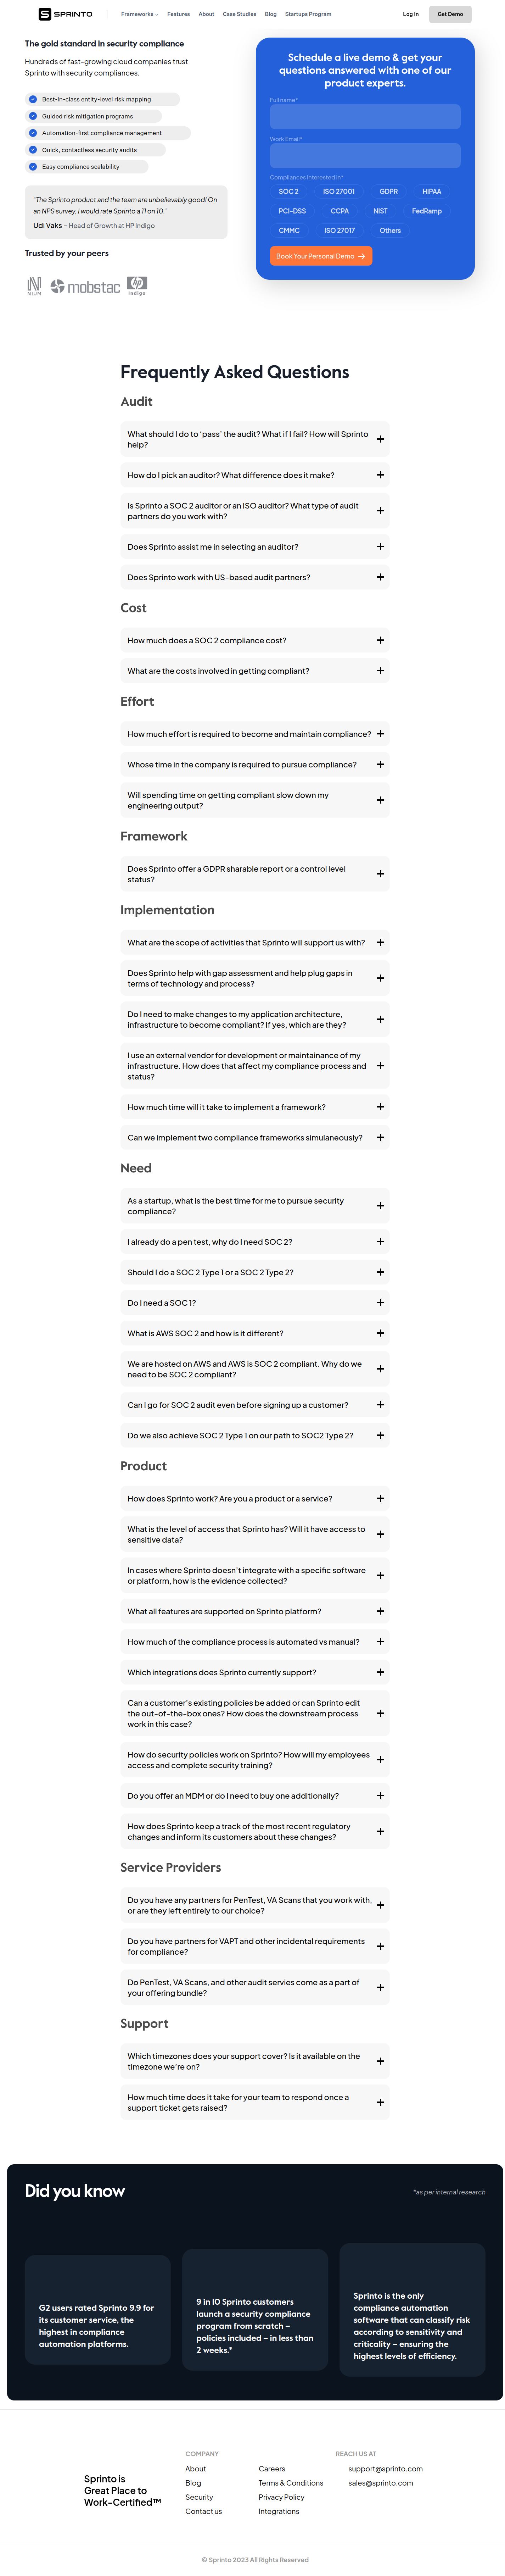 SPRINTO
Frameworks
Features
About
Case Studies
Blog
Startups Program
Log In
Get Demo
The gold standard in security compliance
Hundreds of fast-growing cloud companies trust
Sprinto with security compliances.
Best-in-class entity-level risk mapping
Guided risk mitigation programs
Automation-first compliance management
Quick, contactless security audits
Easy compliance scalability
"The Sprinto product and the team are unbelievably good! On
an NPS survey, I would rate Sprinto a 11 on 10."
Udi Vaks – Head of Growth at HP Indigo
Trusted by your peers
NIUM
mobstac
hp
Indigo
Schedule a live demo & get your
questions answered with one of our
product experts.
Full name*
Work Email*
Compliances Interested in*
SOC 2
ISO 27001
GDPR
HIPAA
PCI-DSS
CCPA
NIST
FedRamp
CMMC
ISO 27017
Others
Book Your Personal Demo →
Frequently Asked Questions
Audit
What should I do to ‘pass’ the audit? What if I fail? How will Sprinto
help?
How do I pick an auditor? What difference does it make?
Is Sprinto a SOC 2 auditor or an ISO auditor? What type of audit
partners do you work with?
Does Sprinto assist me in selecting an auditor?
Does Sprinto work with US-based audit partners?
Cost
How much does a SOC 2 compliance cost?
What are the costs involved in getting compliant?
Effort
How much effort is required to become and maintain compliance?
Whose time in the company is required to pursue compliance?
Will spending time on getting compliant slow down my
engineering output?
Framework
Does Sprinto offer a GDPR sharable report or a control level
status?
Implementation
What are the scope of activities that Sprinto will support us with?
Does Sprinto help with gap assessment and help plug gaps in
terms of technology and process?
Do I need to make changes to my application architecture,
infrastructure to become compliant? If yes, which are they?
I use an external vendor for development or maintainance of my
infrastructure. How does that affect my compliance process and
status?
How much time will it take to implement a framework?
Can we implement two compliance frameworks simulaneously?
Need
As a startup, what is the best time for me to pursue security
compliance?
I already do a pen test, why do I need SOC 2?
Should I do a SOC 2 Type 1 or a SOC 2 Type 2?
Do I need a SOC 1?
What is AWS SOC 2 and how is it different?
We are hosted on AWS and AWS is SOC 2 compliant. Why do we
need to be SOC 2 compliant?
Can I go for SOC 2 audit even before signing up a customer?
Do we also achieve SOC 2 Type 1 on our path to SOC2 Type 2?
Product
How does Sprinto work? Are you a product or a service?
What is the level of access that Sprinto has? Will it have access to
sensitive data?
In cases where Sprinto doesn’t integrate with a specific software
or platform, how is the evidence collected?
What all features are supported on Sprinto platform?
How much of the compliance process is automated vs manual?
Which integrations does Sprinto currently support?
Can a customer’s existing policies be added or can Sprinto edit
the out-of-the-box ones? How does the downstream process
work in this case?
How do security policies work on Sprinto? How will my employees
access and complete security training?
Do you offer an MDM or do I need to buy one additionally?
How does Sprinto keep a track of the most recent regulatory
changes and inform its customers about these changes?
Service Providers
Do you have any partners for PenTest, VA Scans that you work with,
or are they left entirely to our choice?
Do you have partners for VAPT and other incidental requirements
for compliance?
Do PenTest, VA Scans, and other audit servies come as a part of
your offering bundle?
Support
Which timezones does your support cover? Is it available on the
timezone we’re on?
How much time does it take for your team to respond once a
support ticket gets raised?
Did you know
*as per internal research
G2 users rated Sprinto 9.9 for
its customer service, the
highest in compliance
automation platforms.
9 in 10 Sprinto customers
launch a security compliance
program from scratch –
policies included – in less than
2 weeks.*
Sprinto is the only
compliance automation
software that can classify risk
according to sensitivity and
criticality – ensuring the
highest levels of efficiency.
Sprinto is
Great Place to
Work-Certified™
COMPANY
About
Blog
Security
Contact us
Careers
Terms & Conditions
Privacy Policy
Integrations
REACH US AT
support@sprinto.com
sales@sprinto.com
© Sprinto 2023 All Rights Reserved